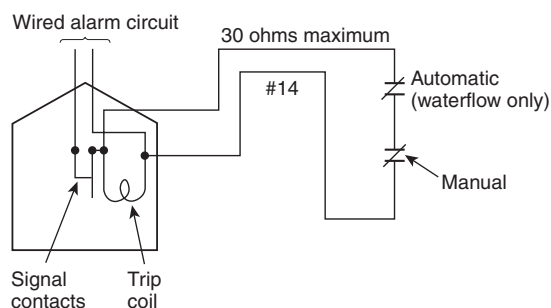 Wired alarm circuit
30 ohms maximum
#14
Automatic
(waterflow only)
Manual
Signal
contacts
Trip
coil